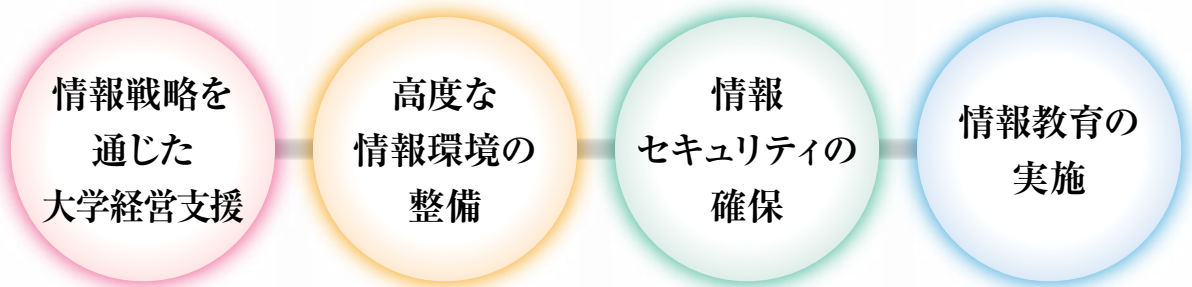 情報戦略を
通じた
大学経営支援
高度な
情報環境の
整備
情報
セキュリティの
確保
情報教育の
実施